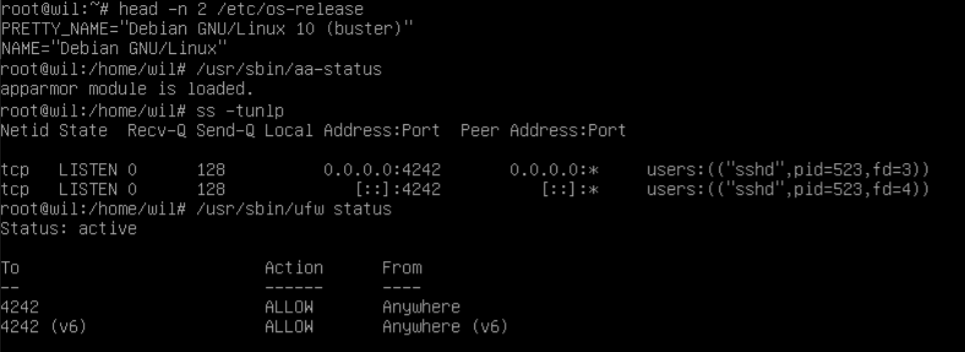 root@wil:~# head -n 2 /etc/os-release
PRETTY_NAME="Debian GNU/Linux 10 (buster)"
NAME="Debian GNU/Linux"
root@wil:/home/wil# /usr/sbin/aa-status
apparmor module is loaded.
root@wil:/home/wil# ss -tunlp
Netid State  Recv-Q Send-Q Local Address:Port  Peer Address:Port
tcp   LISTEN 0      128          0.0.0.0:4242       0.0.0.0:*     users:(("sshd",pid=523,fd=3))
tcp   LISTEN 0      128             [::]:4242          [::]:*     users:(("sshd",pid=523,fd=4))
root@wil:/home/wil# /usr/sbin/ufw status
Status: active
To                         Action      From
--                         ------      ----
4242                       ALLOW       Anywhere
4242 (v6)                  ALLOW       Anywhere (v6)